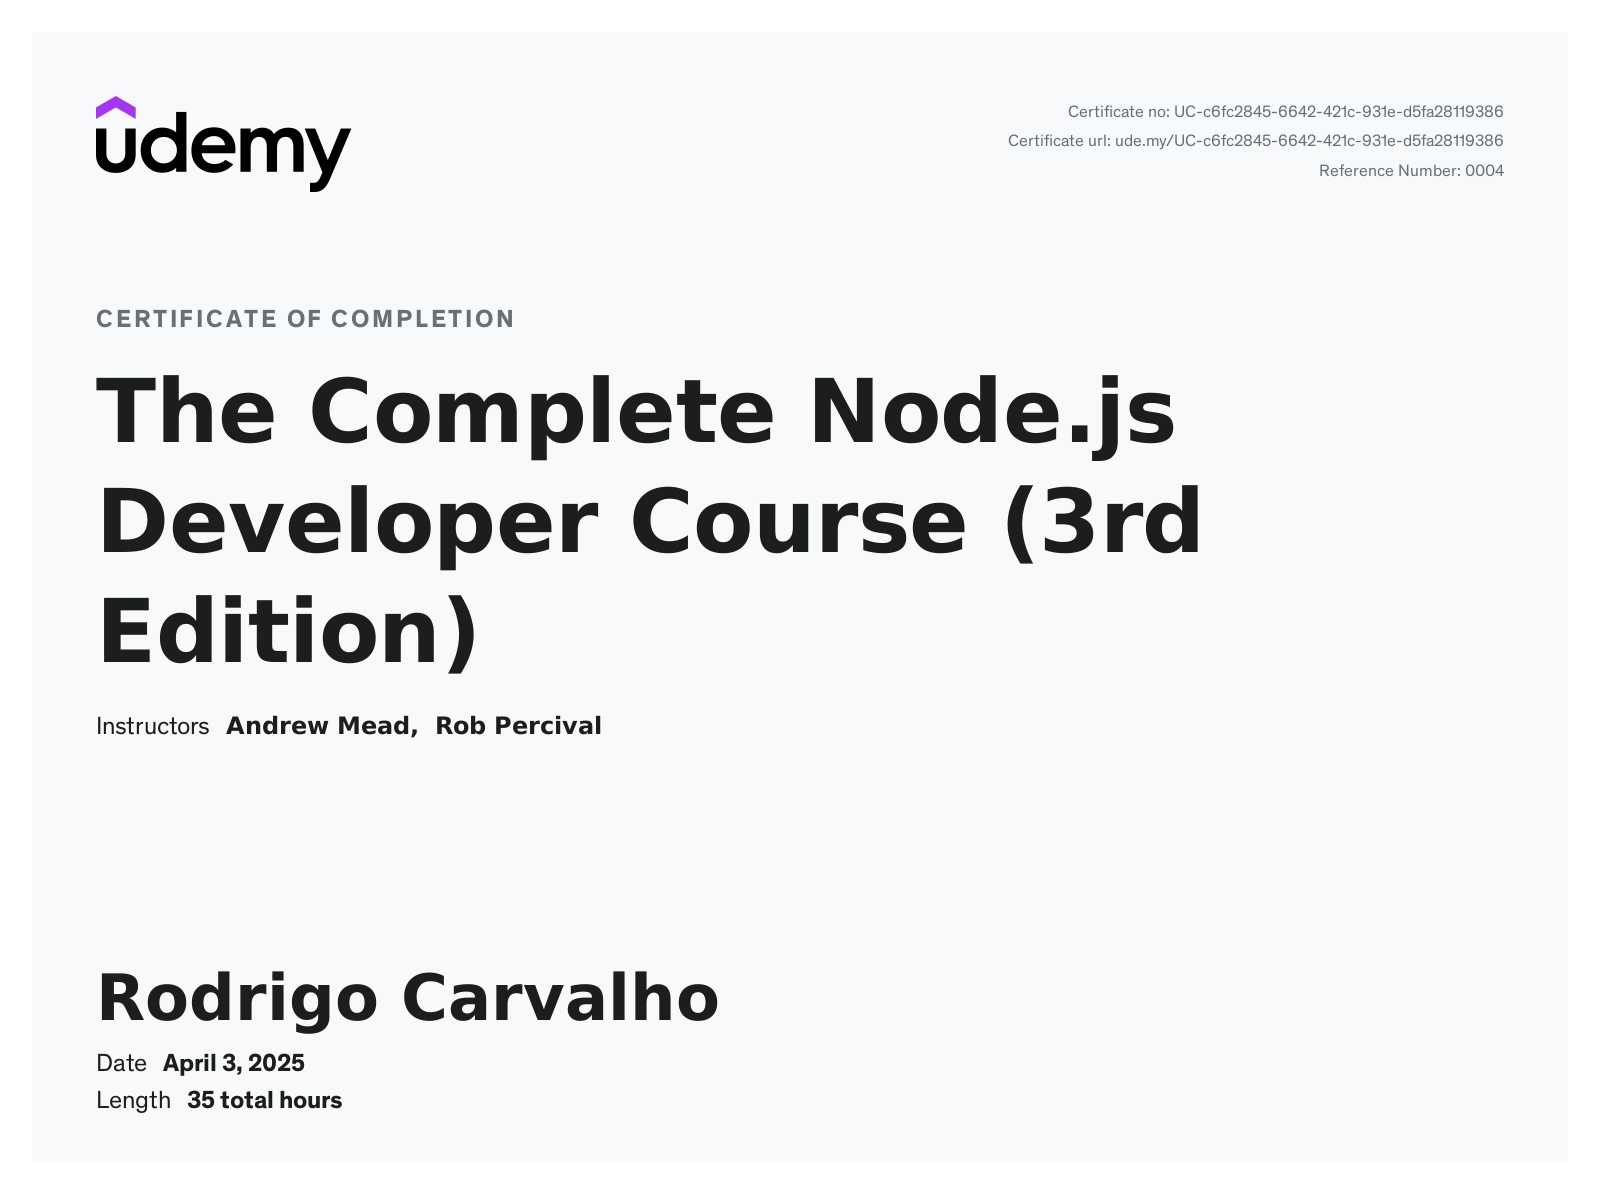 udemy
Certificate no: UC-c6fc2845-6642-421c-931e-d5fa28119386
Certificate url: ude.my/UC-c6fc2845-6642-421c-931e-d5fa28119386
Reference Number: 0004
CERTIFICATE OF COMPLETION
The Complete Node.js
Developer Course (3rd
Edition)
Instructors Andrew Mead, Rob Percival
Rodrigo Carvalho
Date April 3, 2025
Length 35 total hours